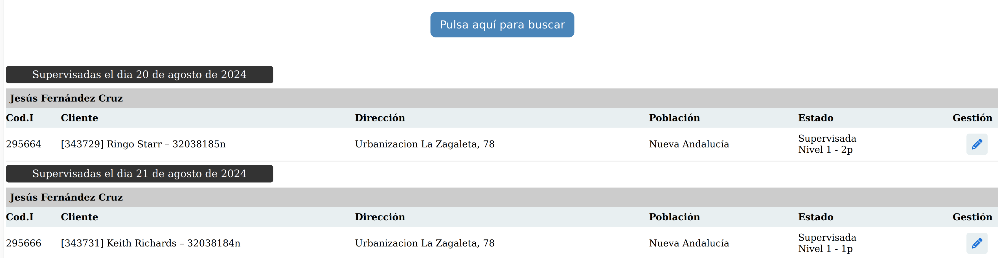 Pulsa aquí para buscar
Supervisadas el dia 20 de agosto de 2024
Jesús Fernández Cruz
Cod.I Cliente Dirección Población Estado Gestión
295664 [343729] Ringo Starr – 32038185n Urbanizacion La Zagaleta, 78 Nueva Andalucía Supervisada
Nivel 1 - 2p
Supervisadas el dia 21 de agosto de 2024
Jesús Fernández Cruz
Cod.I Cliente Dirección Población Estado Gestión
295666 [343731] Keith Richards – 32038184n Urbanizacion La Zagaleta, 78 Nueva Andalucía Supervisada
Nivel 1 - 1p